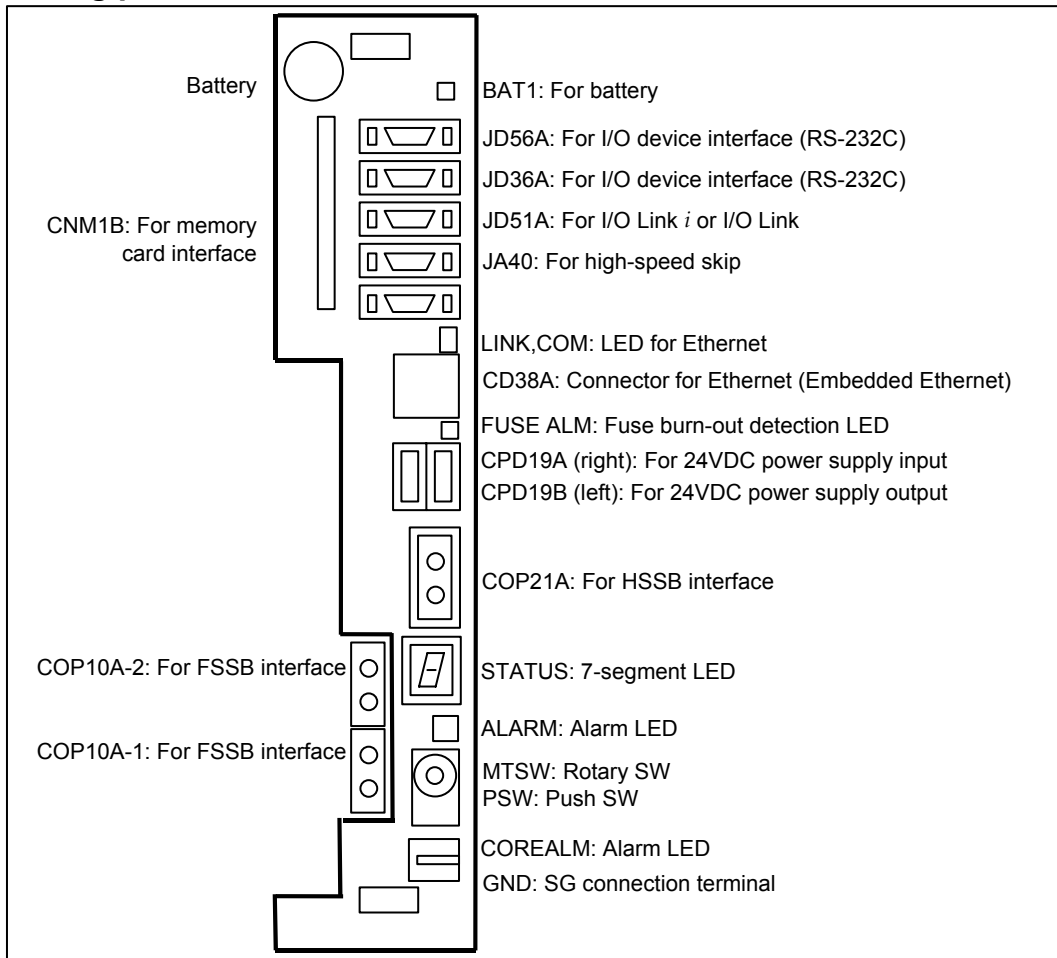 Battery
BAT1: For battery
JD56A: For I/O device interface (RS-232C)
JD36A: For I/O device interface (RS-232C)
CNM1B: For memory
card interface
JD51A: For I/O Link i or I/O Link
JA40: For high-speed skip
LINK,COM: LED for Ethernet
CD38A: Connector for Ethernet (Embedded Ethernet)
FUSE ALM: Fuse burn-out detection LED
CPD19A (right): For 24VDC power supply input
CPD19B (left): For 24VDC power supply output
COP21A: For HSSB interface
COP10A-2: For FSSB interface
STATUS: 7-segment LED
ALARM: Alarm LED
COP10A-1: For FSSB interface
MTSW: Rotary SW
PSW: Push SW
COREALM: Alarm LED
GND: SG connection terminal